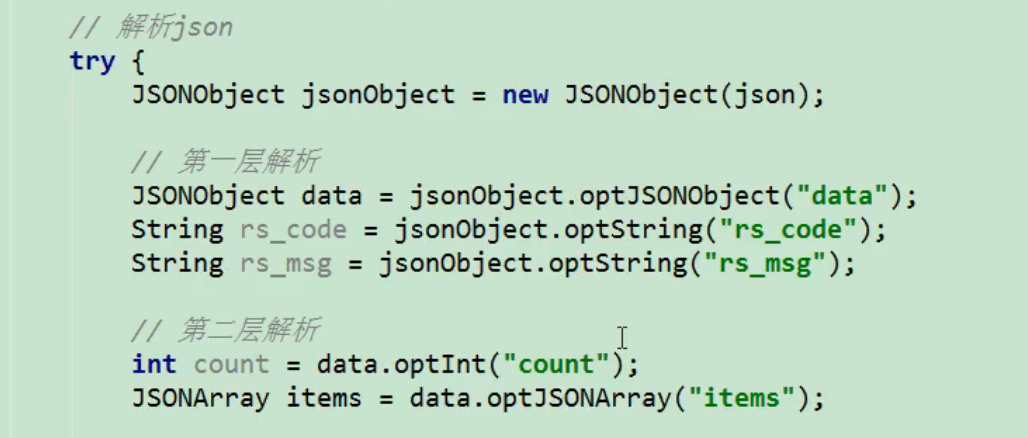 // 解析json
try {
JSONObject jsonObject = new JSONObject(json);
// 第一层解析
JSONObject data = jsonObject.optJSONObject("data");
String rs_code = jsonObject.optString("rs_code");
String rs_msg = jsonObject.optString("rs_msg");
// 第二层解析
int count = data.optInt("count");
JSONArray items = data.optJSONArray("items");